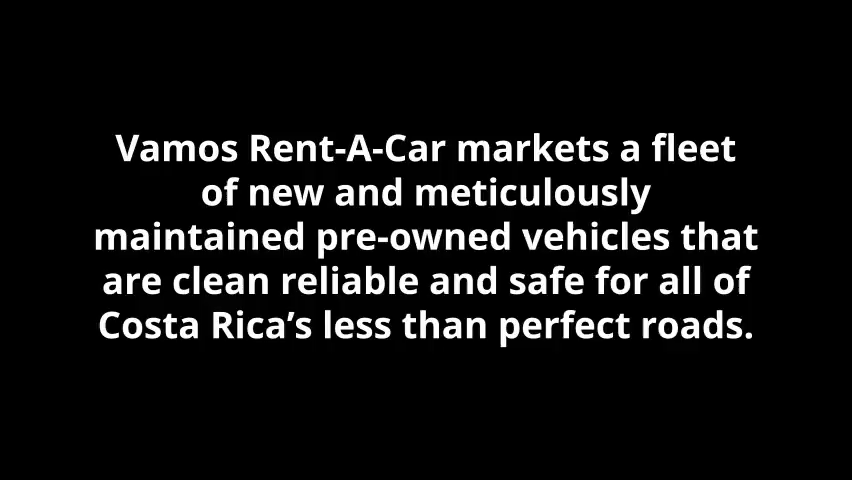 Vamos Rent-A-Car markets a fleet
of new and meticulously
maintained pre-owned vehicles that
are clean reliable and safe for all of
Costa Rica’s less than perfect roads.